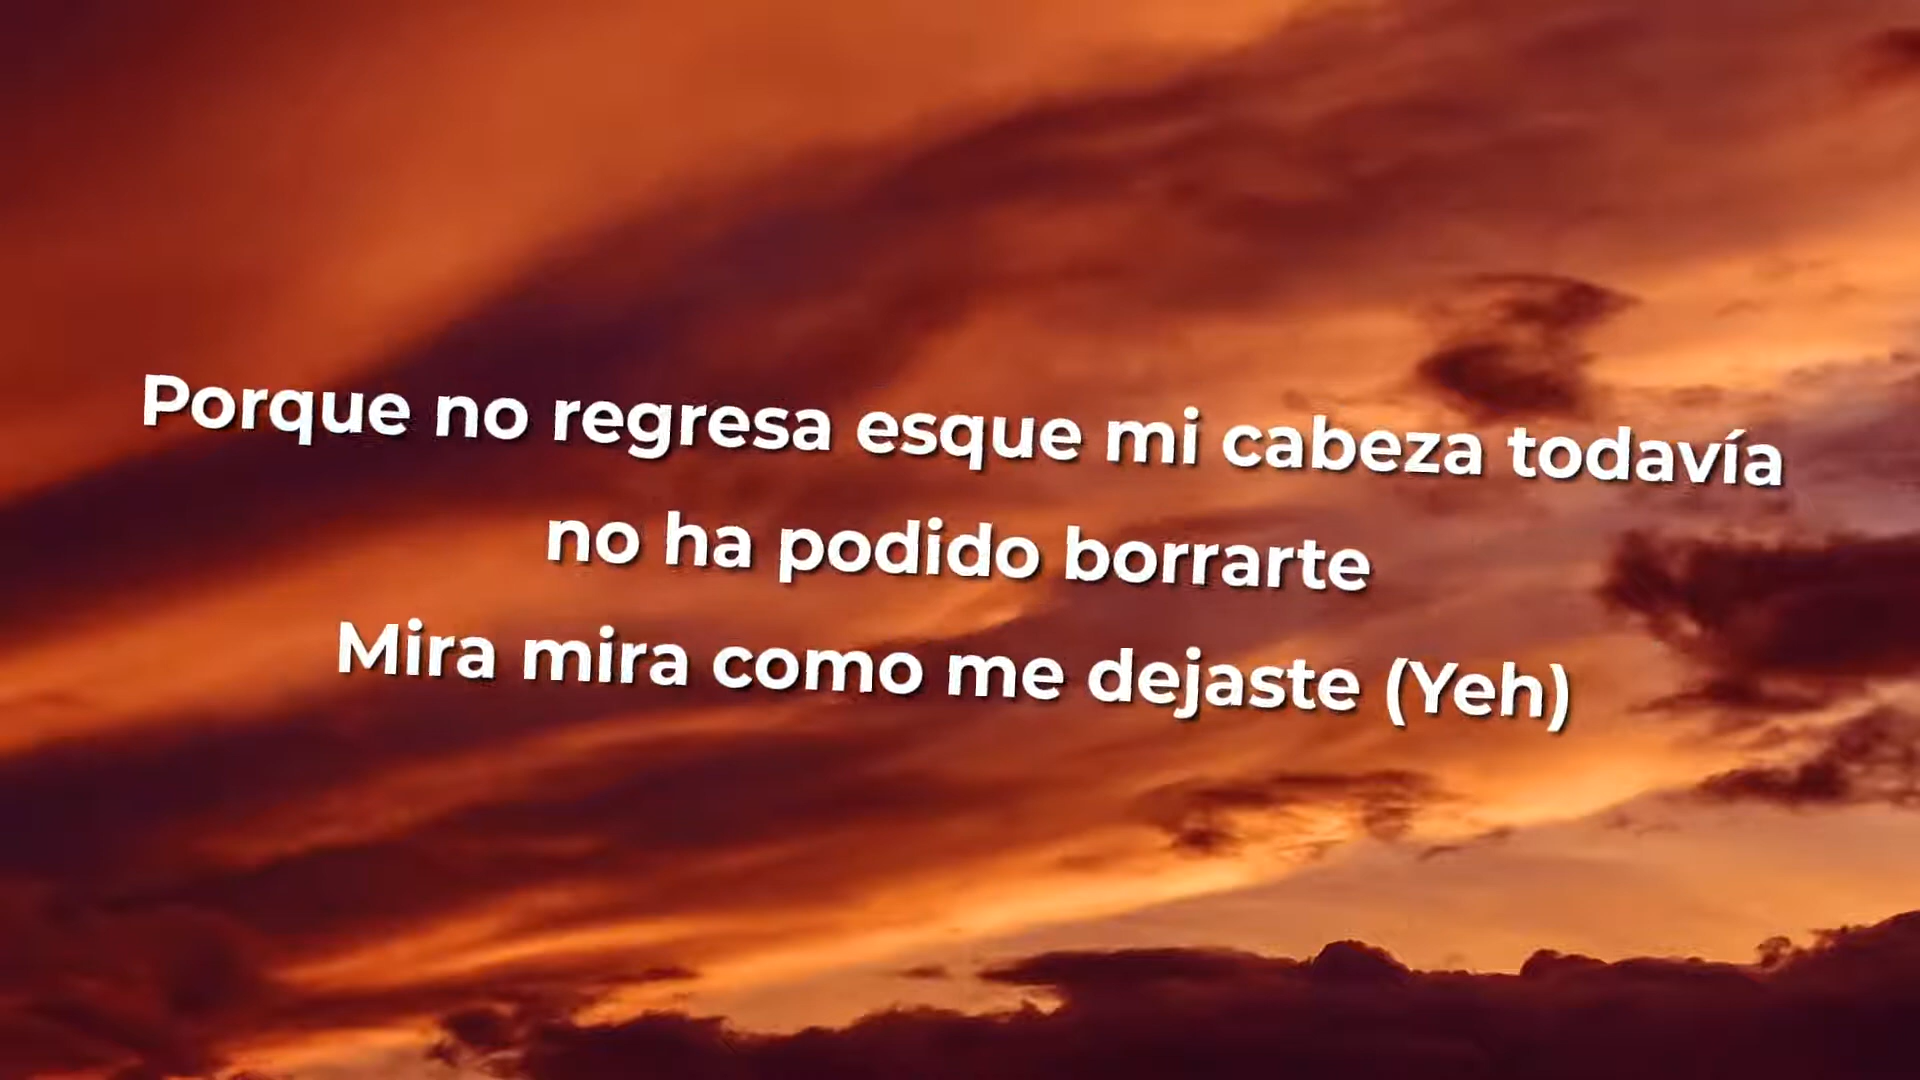 Porque no regresa esque mi cabeza todavía
no ha podido borrarte
Mira mira como me dejaste (Yeh)